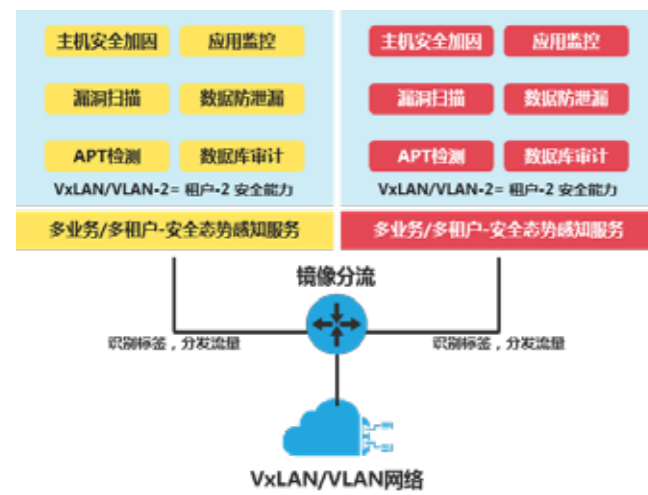 主机安全加因 应用监控
漏洞扫描 数据防泄漏
APT检测 数据库审计
VxLAN/VLAN-2= 租户-2 安全能力
多业务/多租户-安全态势感知服务
主机安全加因 应用监控
漏洞扫描 数据防泄漏
APT检测 数据库审计
VxLAN/VLAN-2= 租户-2 安全能力
多业务/多租户-安全态势感知服务
镜像分流
识别标签，分发流量
识别标签，分发流量
VxLAN/VLAN网络